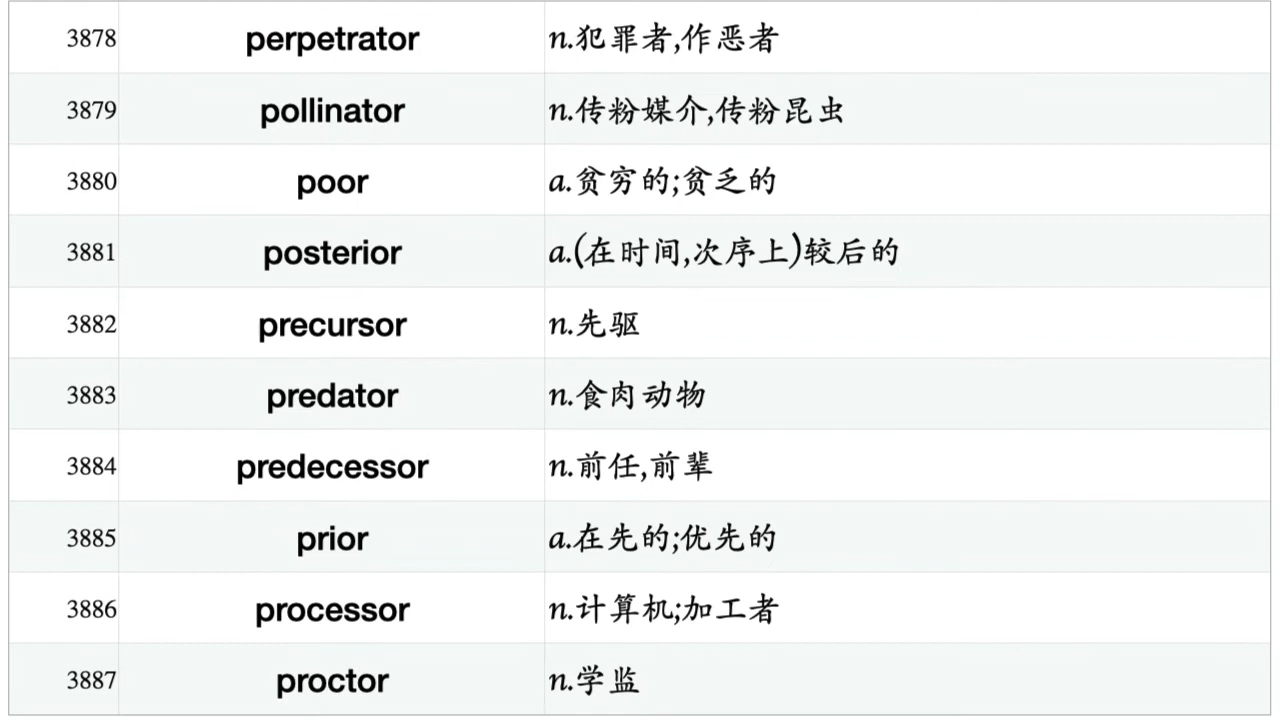 3878 perpetrator n.犯罪者,作恶者
3879 pollinator n.传粉媒介,传粉昆虫
3880 poor a.贫穷的;贫乏的
3881 posterior a.(在时间,次序上)较后的
3882 precursor n.先驱
3883 predator n.食肉动物
3884 predecessor n.前任,前辈
3885 prior a.在先的;优先的
3886 processor n.计算机;加工者
3887 proctor n.学监